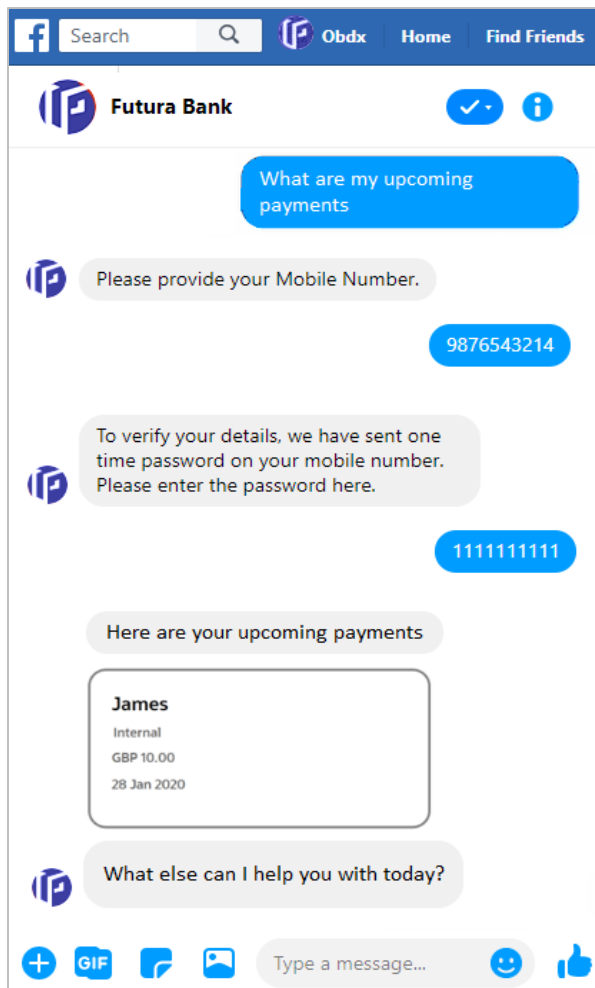 Search
Obdx
Home
Find Friends
Futura Bank
What are my upcoming
payments
Please provide your Mobile Number.
9876543214
To verify your details, we have sent one
time password on your mobile number.
Please enter the password here.
1111111111
Here are your upcoming payments
James
Internal
GBP 10.00
28 Jan 2020
What else can I help you with today?
GIF
Type a message...